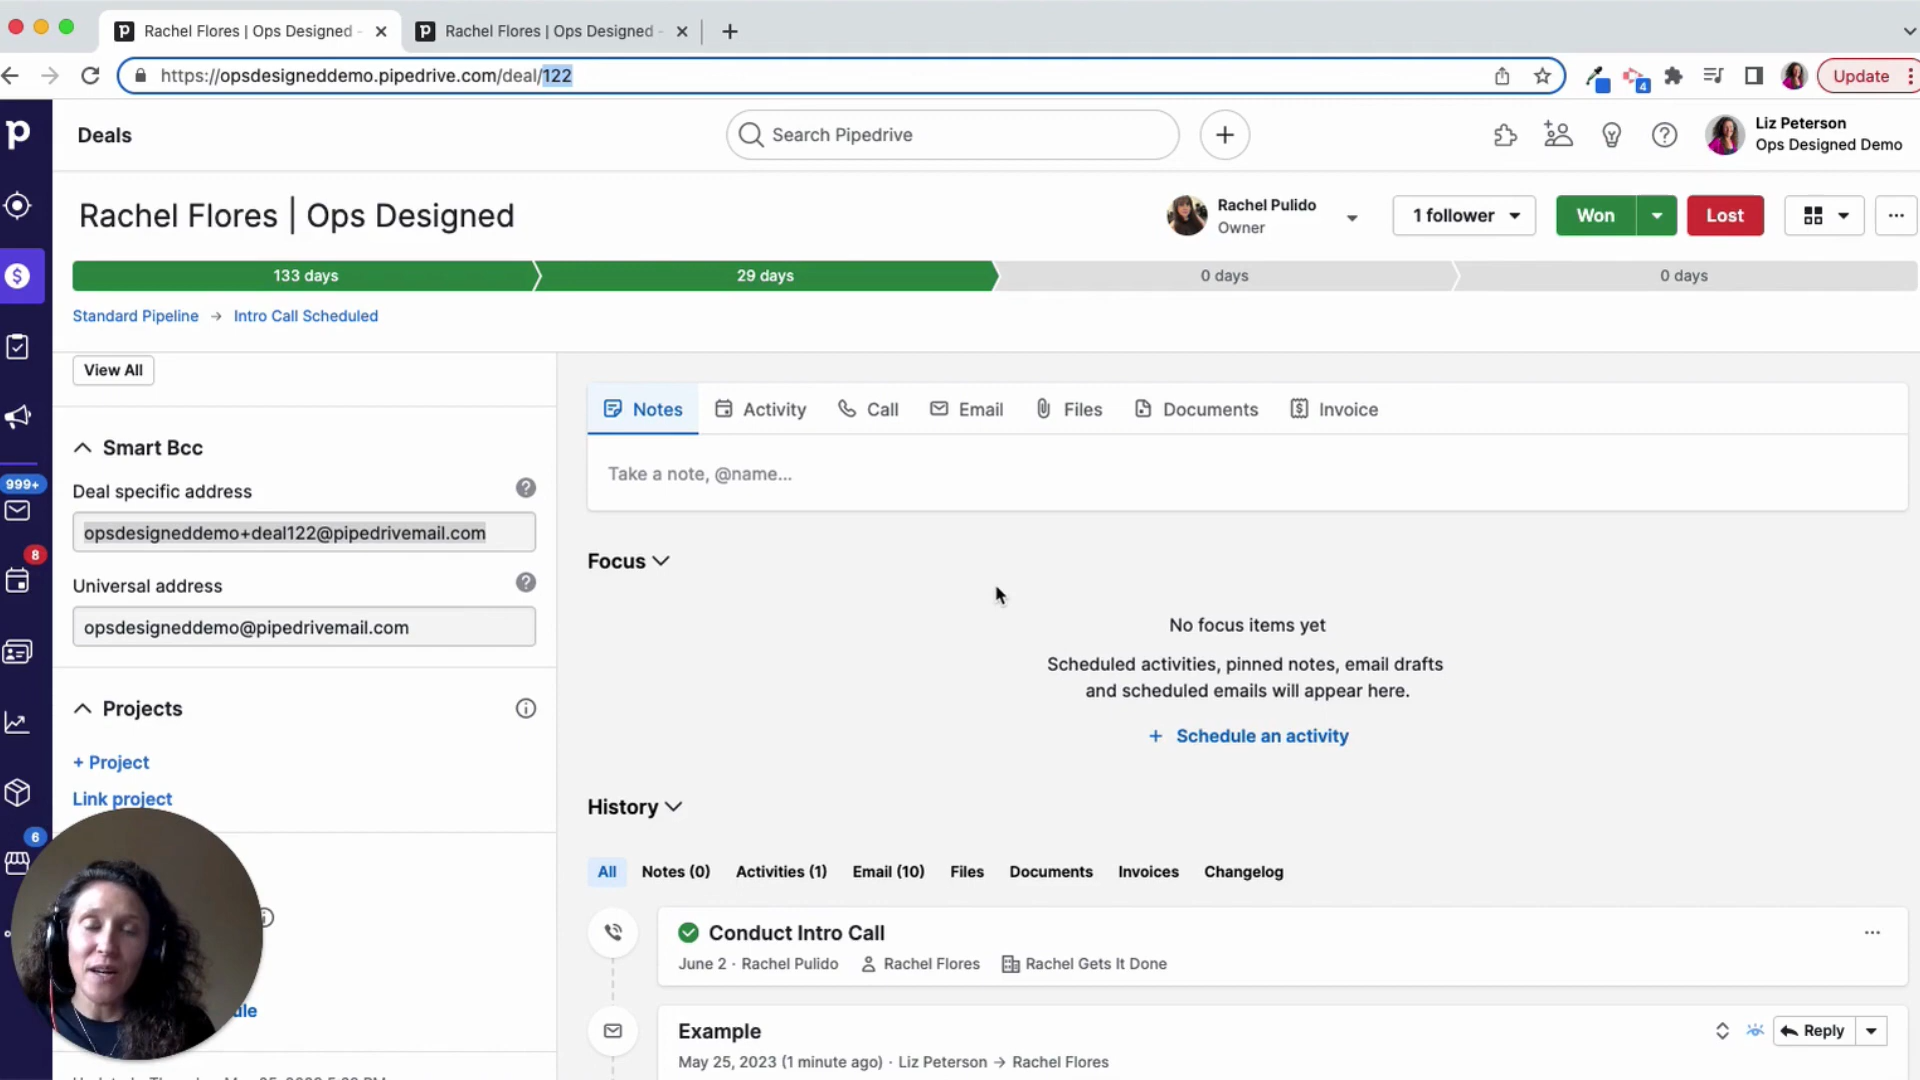 Rachel Flores | Ops Designed -
Rachel Flores | Ops Designed -
https://opsdesigneddemo.pipedrive.com/deal/122
4
Update
Deals
Search Pipedrive
Liz Peterson
Ops Designed Demo
Rachel Flores | Ops Designed
Rachel Pulido
Owner
1 follower
Won
Lost
133 days
29 days
0 days
0 days
Standard Pipeline → Intro Call Scheduled
View All
Smart Bcc
Deal specific address
opsdesigneddemo+deal122@pipedrivemail.com
Universal address
opsdesigneddemo@pipedrivemail.com
Projects
+ Project
Link project
999+
8
6
Notes
Activity
Call
Email
Files
Documents
Invoice
Take a note, @name...
Focus
No focus items yet
Scheduled activities, pinned notes, email drafts
and scheduled emails will appear here.
+ Schedule an activity
History
All
Notes (0)
Activities (1)
Email (10)
Files
Documents
Invoices
Changelog
Conduct Intro Call
June 2 · Rachel Pulido
Rachel Flores
Rachel Gets It Done
Example
May 25, 2023 (1 minute ago) · Liz Peterson → Rachel Flores
Reply